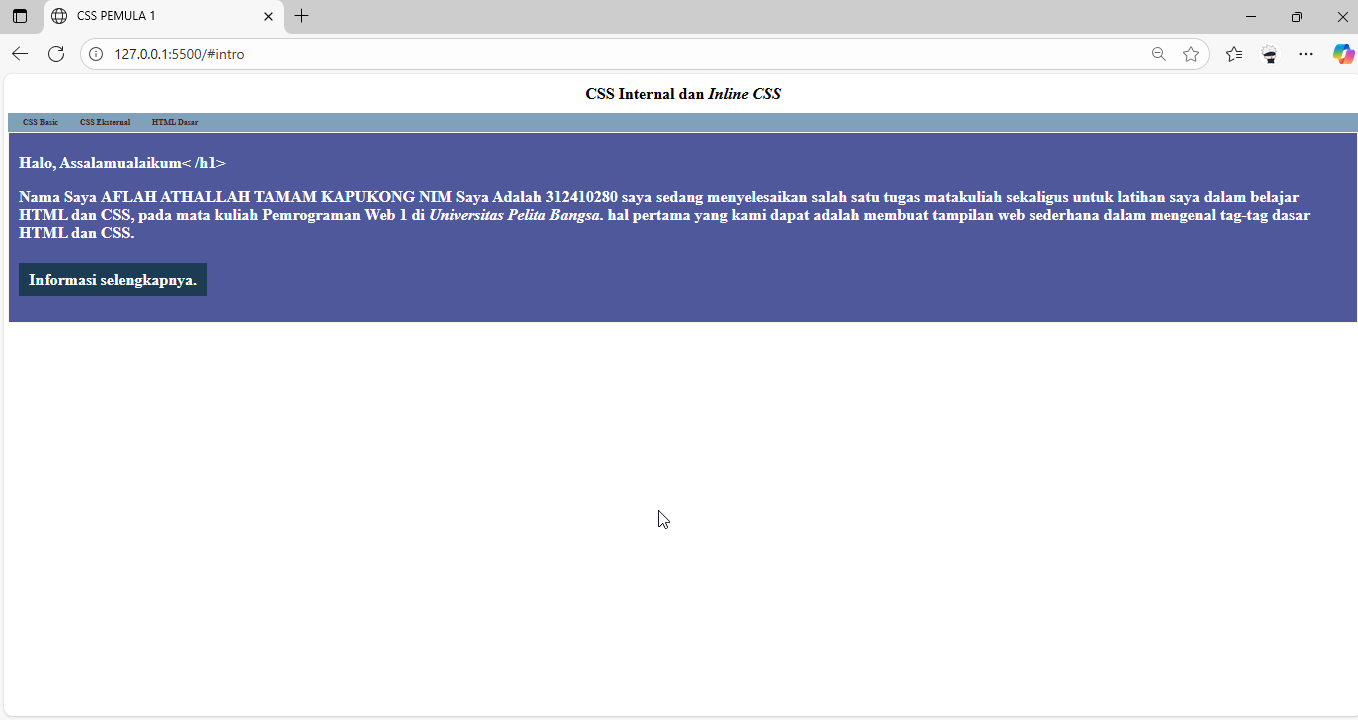 CSS PEMULA 1
127.0.0.1:5500/#intro
CSS Internal dan Inline CSS
CSS Basic CSS Eksternal HTML Dasar
Halo, Assalamualaikum< /h1>
Nama Saya AFLAH ATHALLAH TAMAM KAPUKONG NIM Saya Adalah 312410280 saya sedang menyelesaikan salah satu tugas matakuliah sekaligus untuk latihan saya dalam belajar
HTML dan CSS, pada mata kuliah Pemrograman Web 1 di Universitas Pelita Bangsa. hal pertama yang kami dapat adalah membuat tampilan web sederhana dalam mengenal tag-tag dasar
HTML dan CSS.
Informasi selengkapnya.